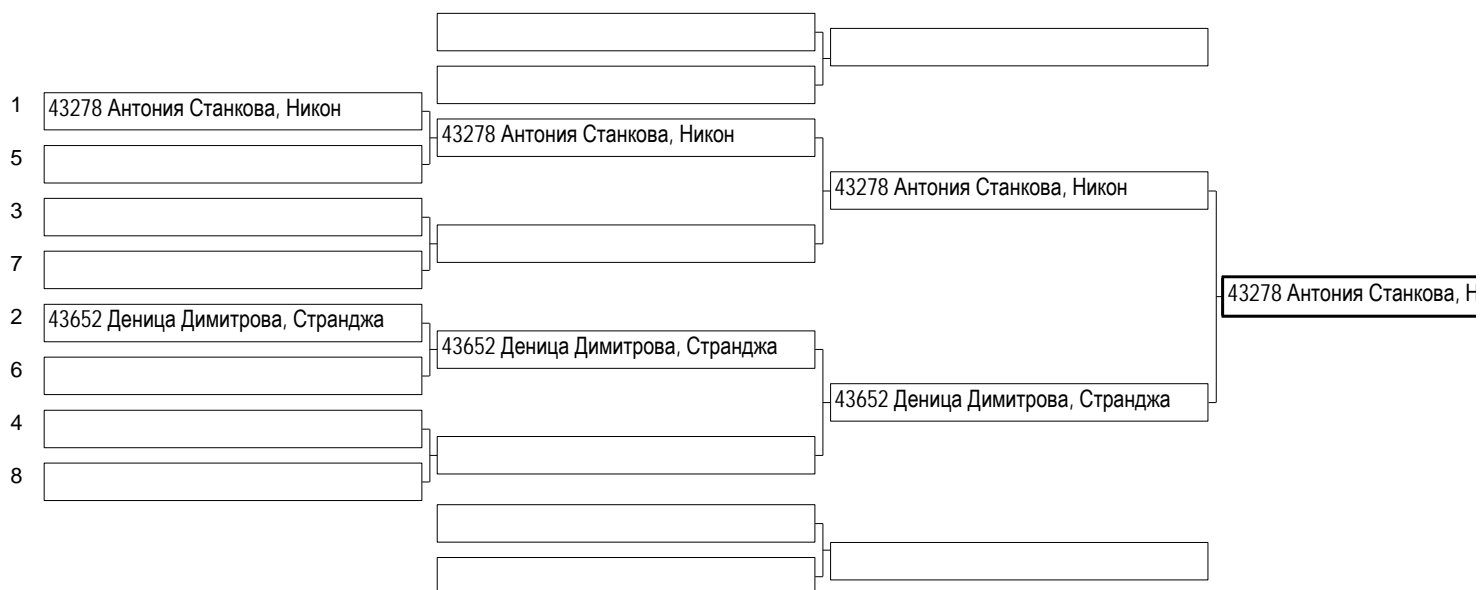 1 43278 Антония Станкова, Никон
43278 Антония Станкова, Никон
5
43278 Антония Станкова, Никон
3
7
43278 Антония Станкова, Н
2 43652 Деница Димитрова, Странджа
43652 Деница Димитрова, Странджа
6
43652 Деница Димитрова, Странджа
4
8